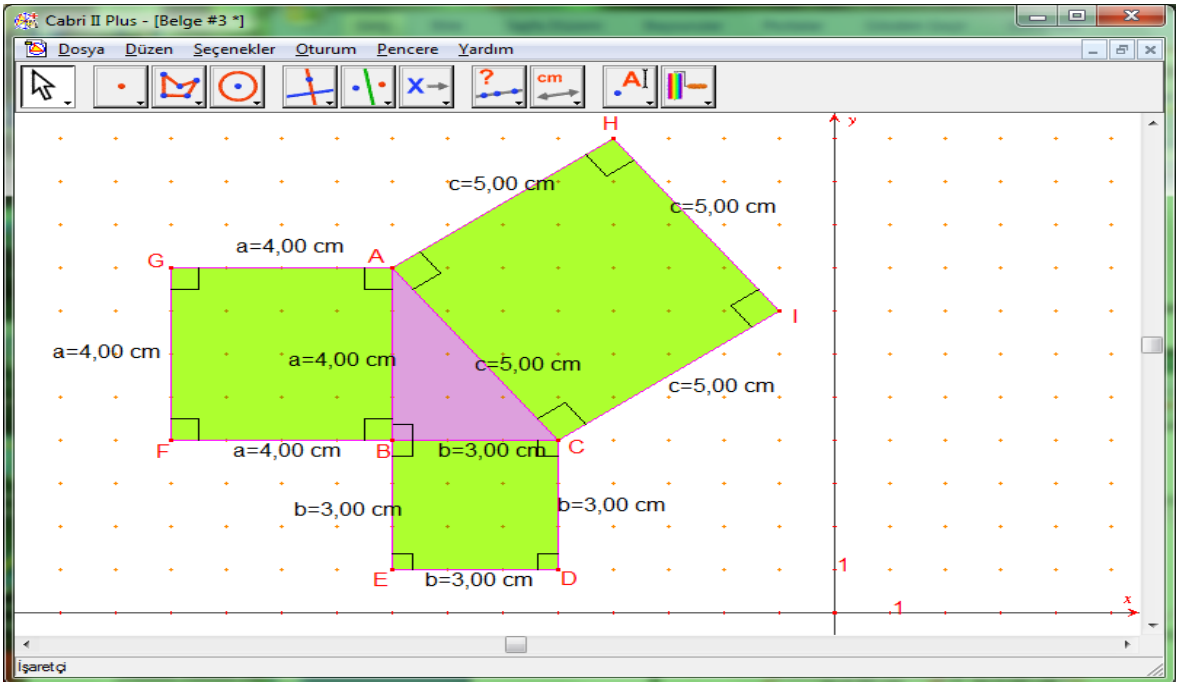 Cabri II Plus - [Belge #3 *]
Dosya Düzen Seçenekler Oturum Pencere Yardım
? cm A
X
y
H
c=5,00 cm
c=5,00 cm
a=4,00 cm
G A
I
a=4,00 cm a=4,00 cm c=5,00 cm
c=5,00 cm
F a=4,00 cm B b=3,00 cm C
b=3,00 cm b=3,00 cm
E b=3,00 cm D
1
1 x
İşaretçi